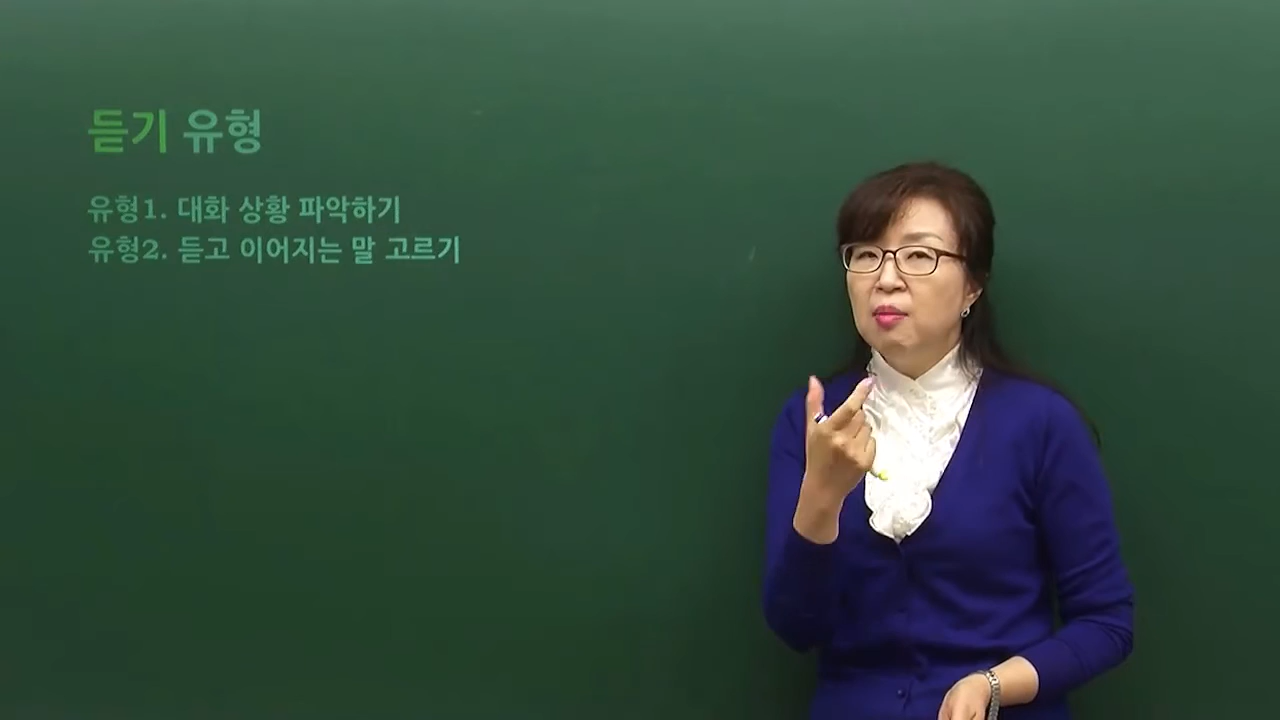 듣기 유형
유형1. 대화 상황 파악하기
유형2. 듣고 이어지는 말 고르기